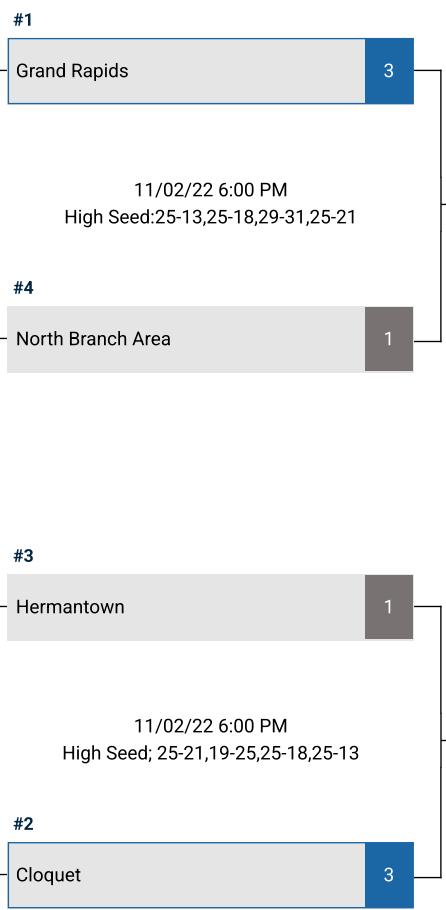 #1
Grand Rapids 3
11/02/22 6:00 PM
High Seed:25-13,25-18,29-31,25-21
#4
North Branch Area 1
#3
Hermantown 1
11/02/22 6:00 PM
High Seed; 25-21,19-25,25-18,25-13
#2
Cloquet 3